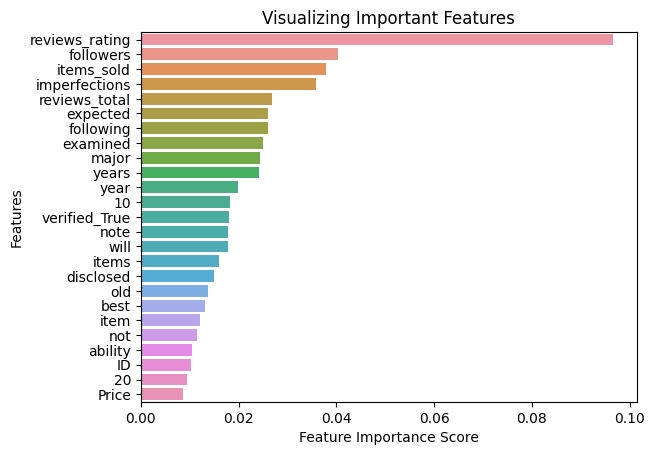 Visualizing Important Features
reviews_rating
followers
items_sold
imperfections
reviews_total
expected
following
examined
major
years
year
10
verified_True
note
will
items
disclosed
old
best
item
not
ability
ID
20
Price
Features
0.00 0.02 0.04 0.06 0.08 0.10
Feature Importance Score